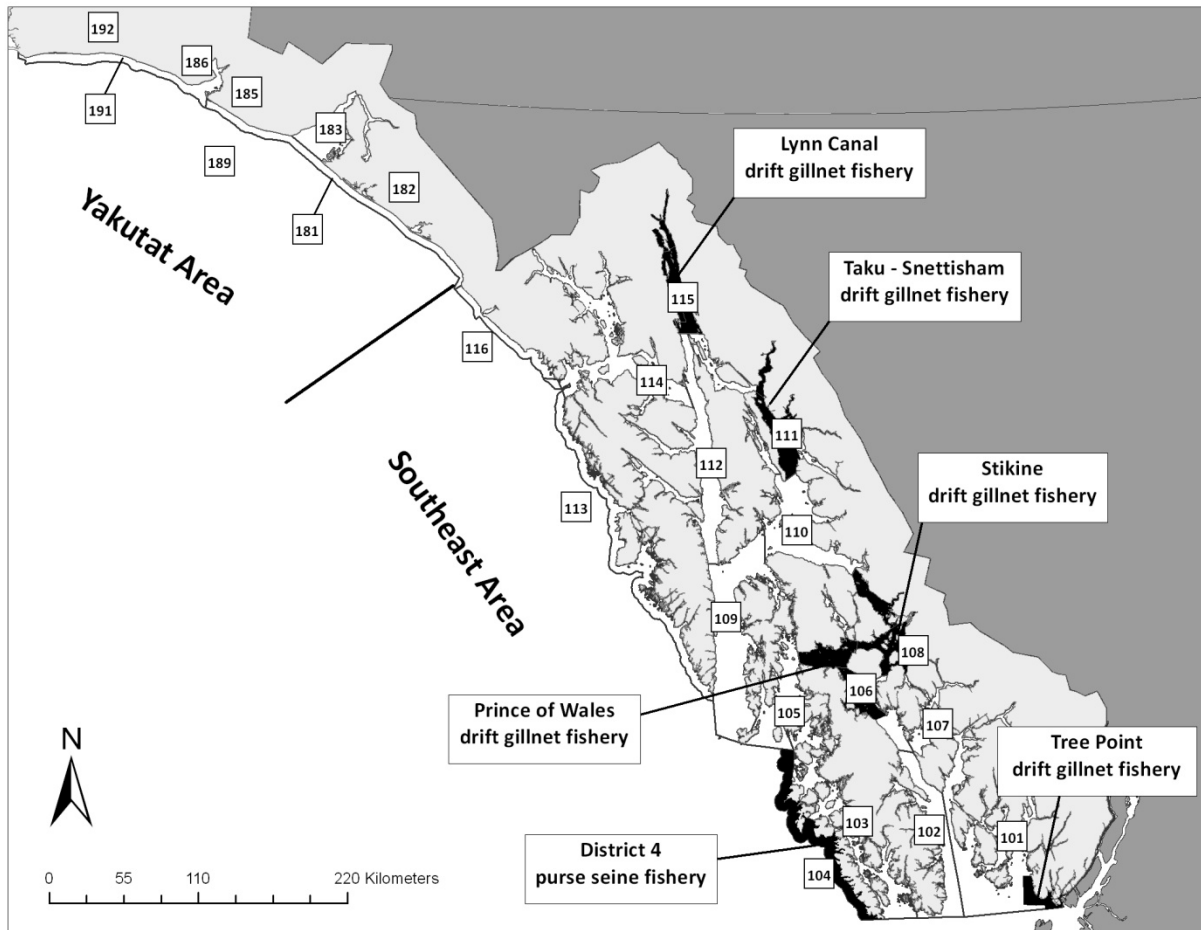 192
186
185
191
183
189
182
181
Yakutat Area
Lynn Canal
drift gillnet fishery
Taku - Snettisham
drift gillnet fishery
115
116
114
111
112
Southeast Area
113
Stikine
drift gillnet fishery
110
109
108
106
Prince of Wales
drift gillnet fishery
105
107
Tree Point
drift gillnet fishery
N
103
102
101
District 4
purse seine fishery
104
0 55 110 220 Kilometers